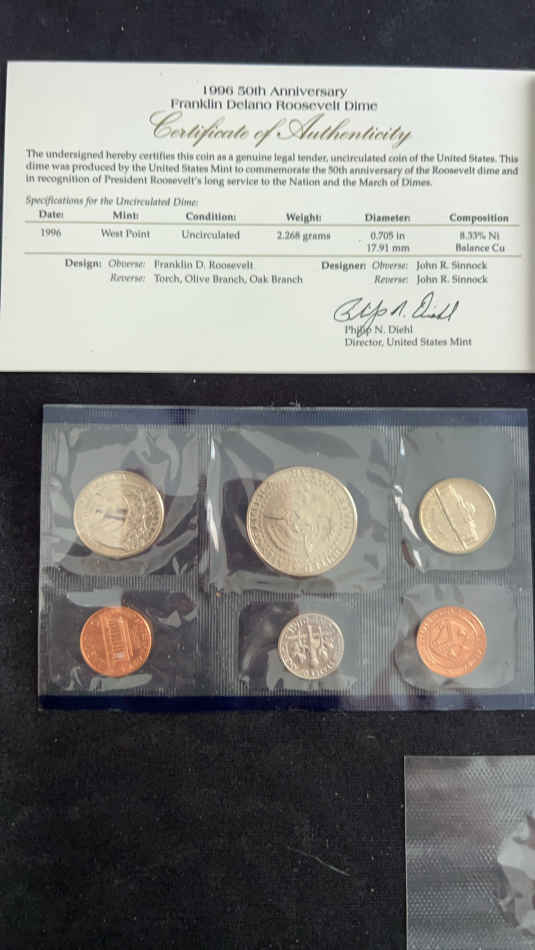 1996 50th Anniversary
Franklin Delano Roosevelt Dime
Certificate of Authenticity
The undersigned hereby certifies this coin as a genuine legal tender, uncirculated coin of the United States. This
dime was produced by the United States Mint to commemorate the 50th anniversary of the Roosevelt dime and
in recognition of President Roosevelt's long service to the Nation and the March of Dimes.
Specifications for the Uncirculated Dime:
Date: Mint: Condition: Weight: Diameter: Composition
1996 West Point Uncirculated 2.268 grams 0.705 in 8.33% Ni
17.91 mm Balance Cu
Design: Obverse: Franklin D. Roosevelt Designer: Obverse: John R. Sinnock
Reverse: Torch, Olive Branch, Oak Branch Reverse: John R. Sinnock
Philip N. Diehl
Philip N. Diehl
Director, United States Mint